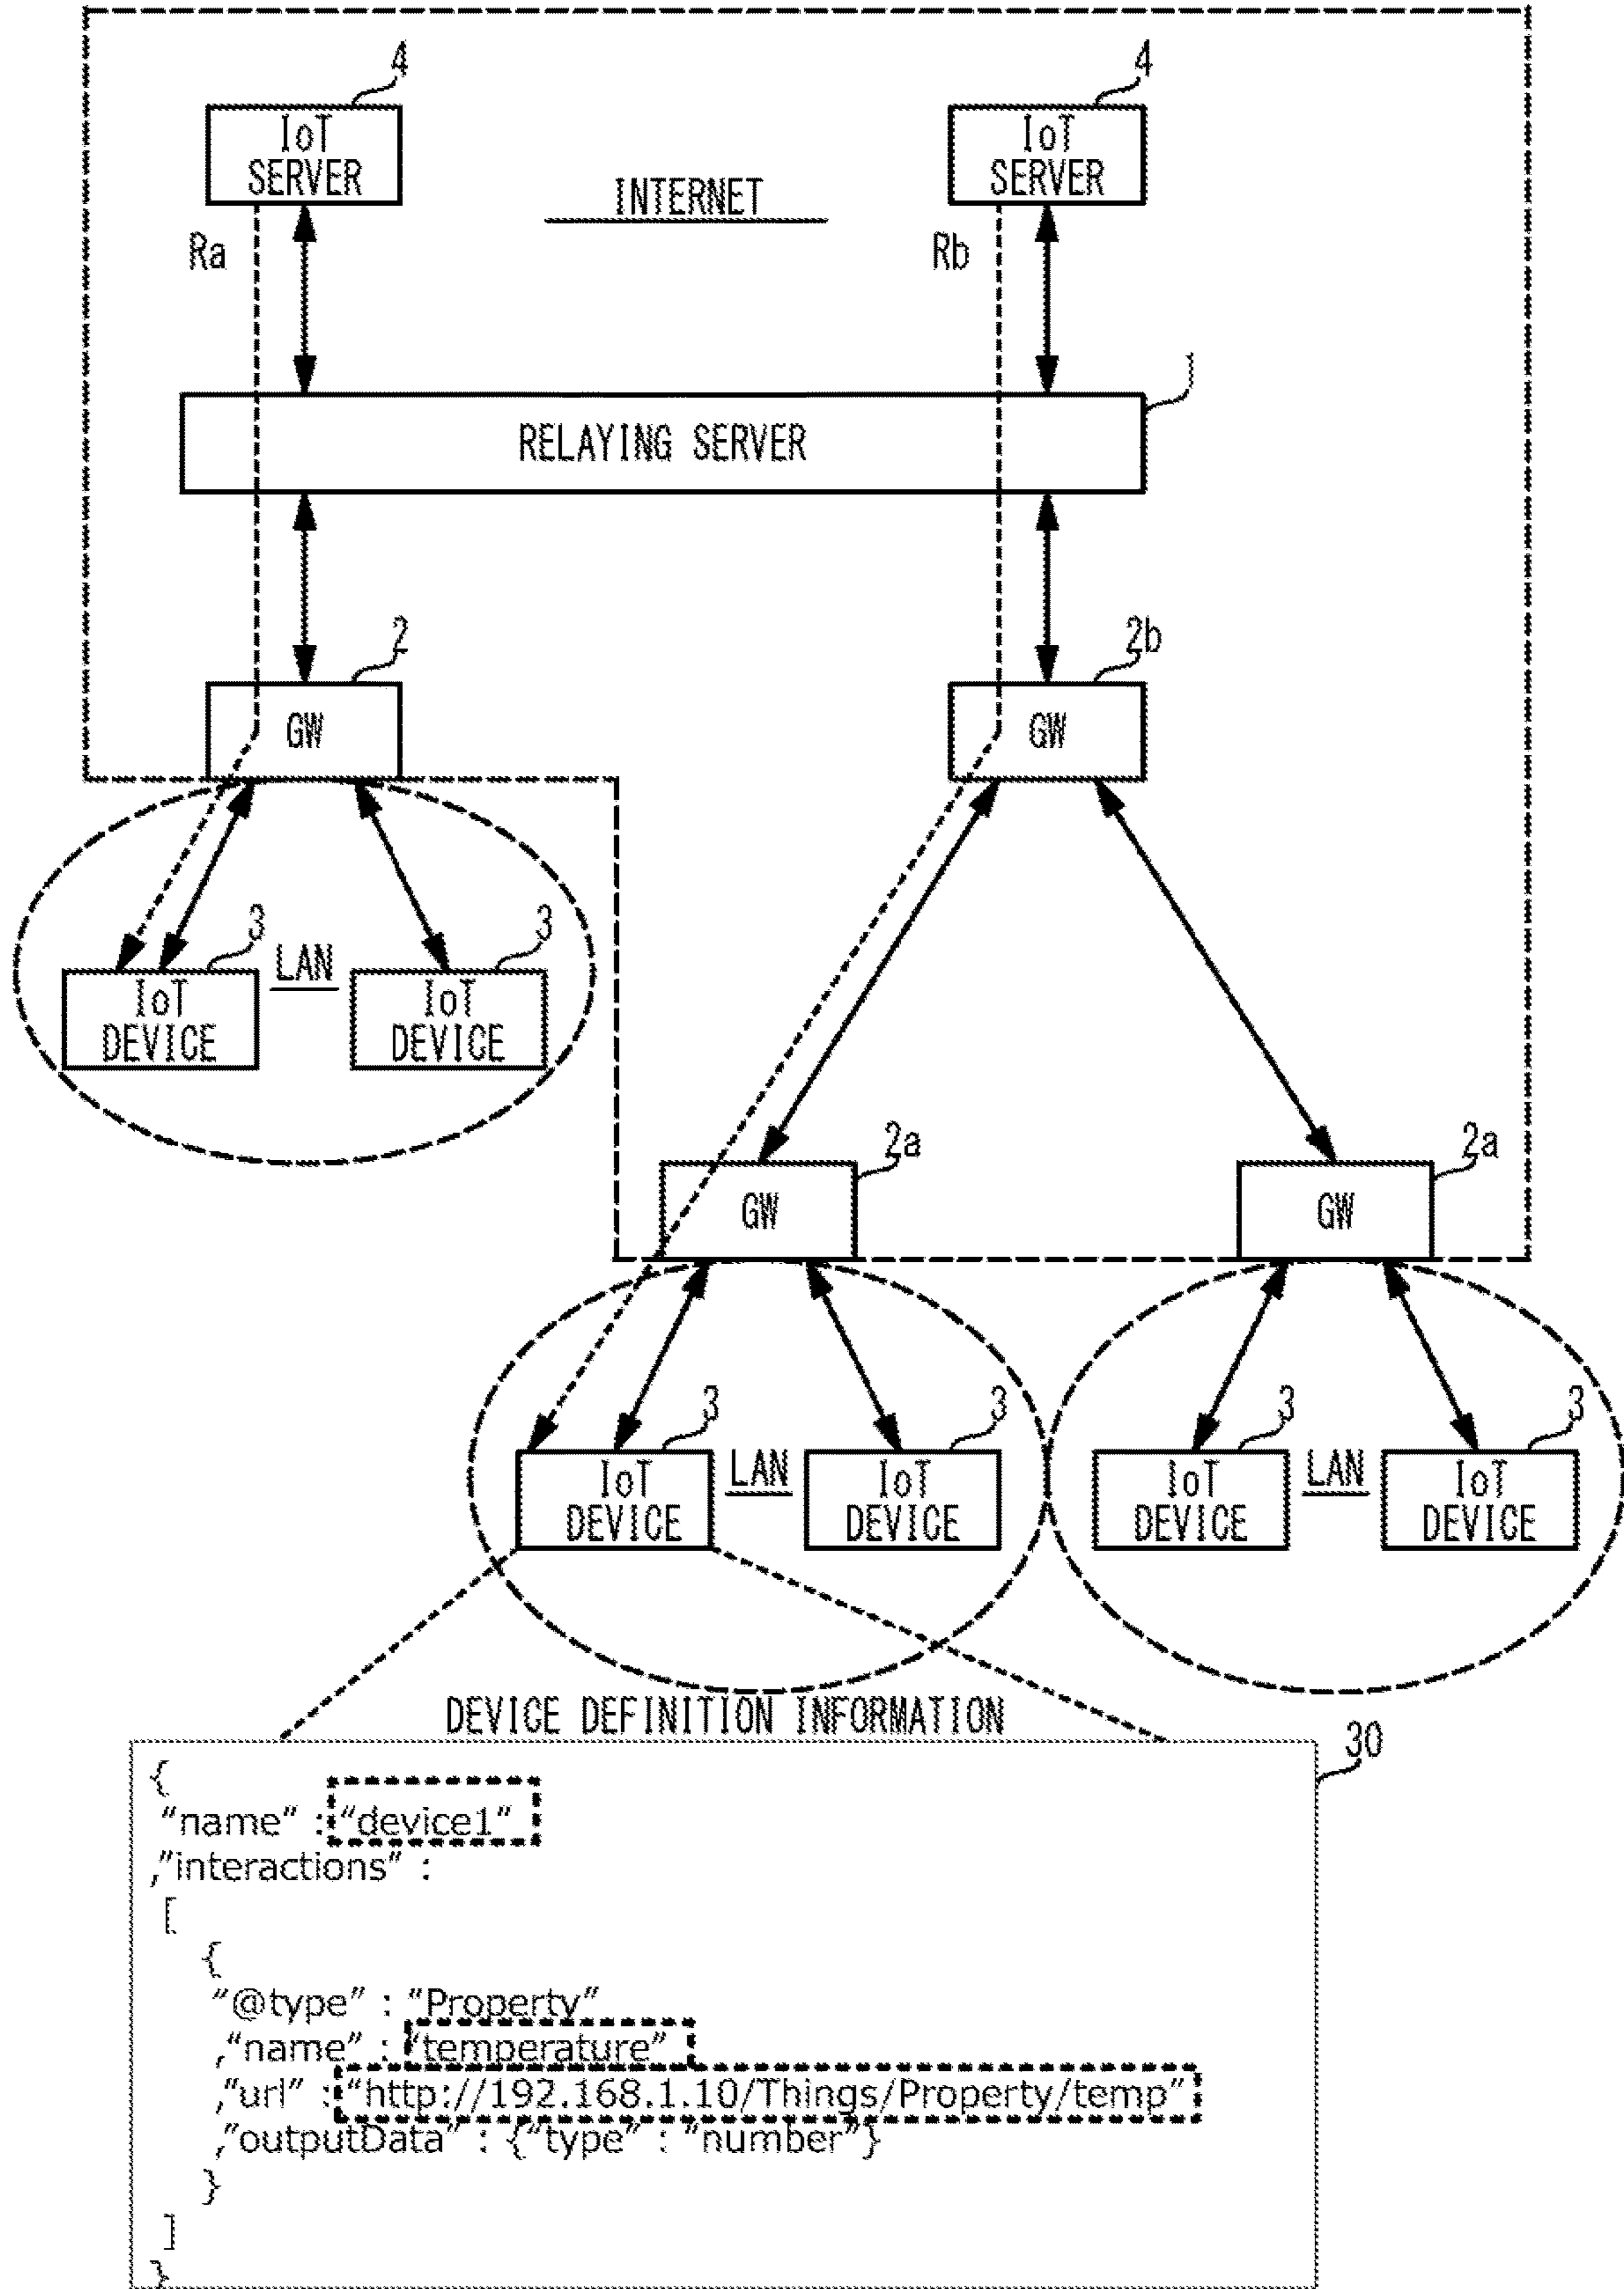 4
4
IoT
SERVER
IoT
SERVER
INTERNET
Ra
Rb
1
RELAYING SERVER
2
2b
GW
GW
3
3
LAN
IoT
DEVICE
IoT
DEVICE
2a
2a
GW
GW
3
3
3
3
IoT
DEVICE
LAN
IoT
DEVICE
IoT
DEVICE
LAN
IoT
DEVICE
DEVICE DEFINITION INFORMATION
30
{
"name" : "device1"
,"interactions" :
[
{
"@type" : "Property"
,"name" : "temperature"
,"url" : "http://192.168.1.10/Things/Property/temp"
,"outputData" : {"type" : "number"}
}
]
}